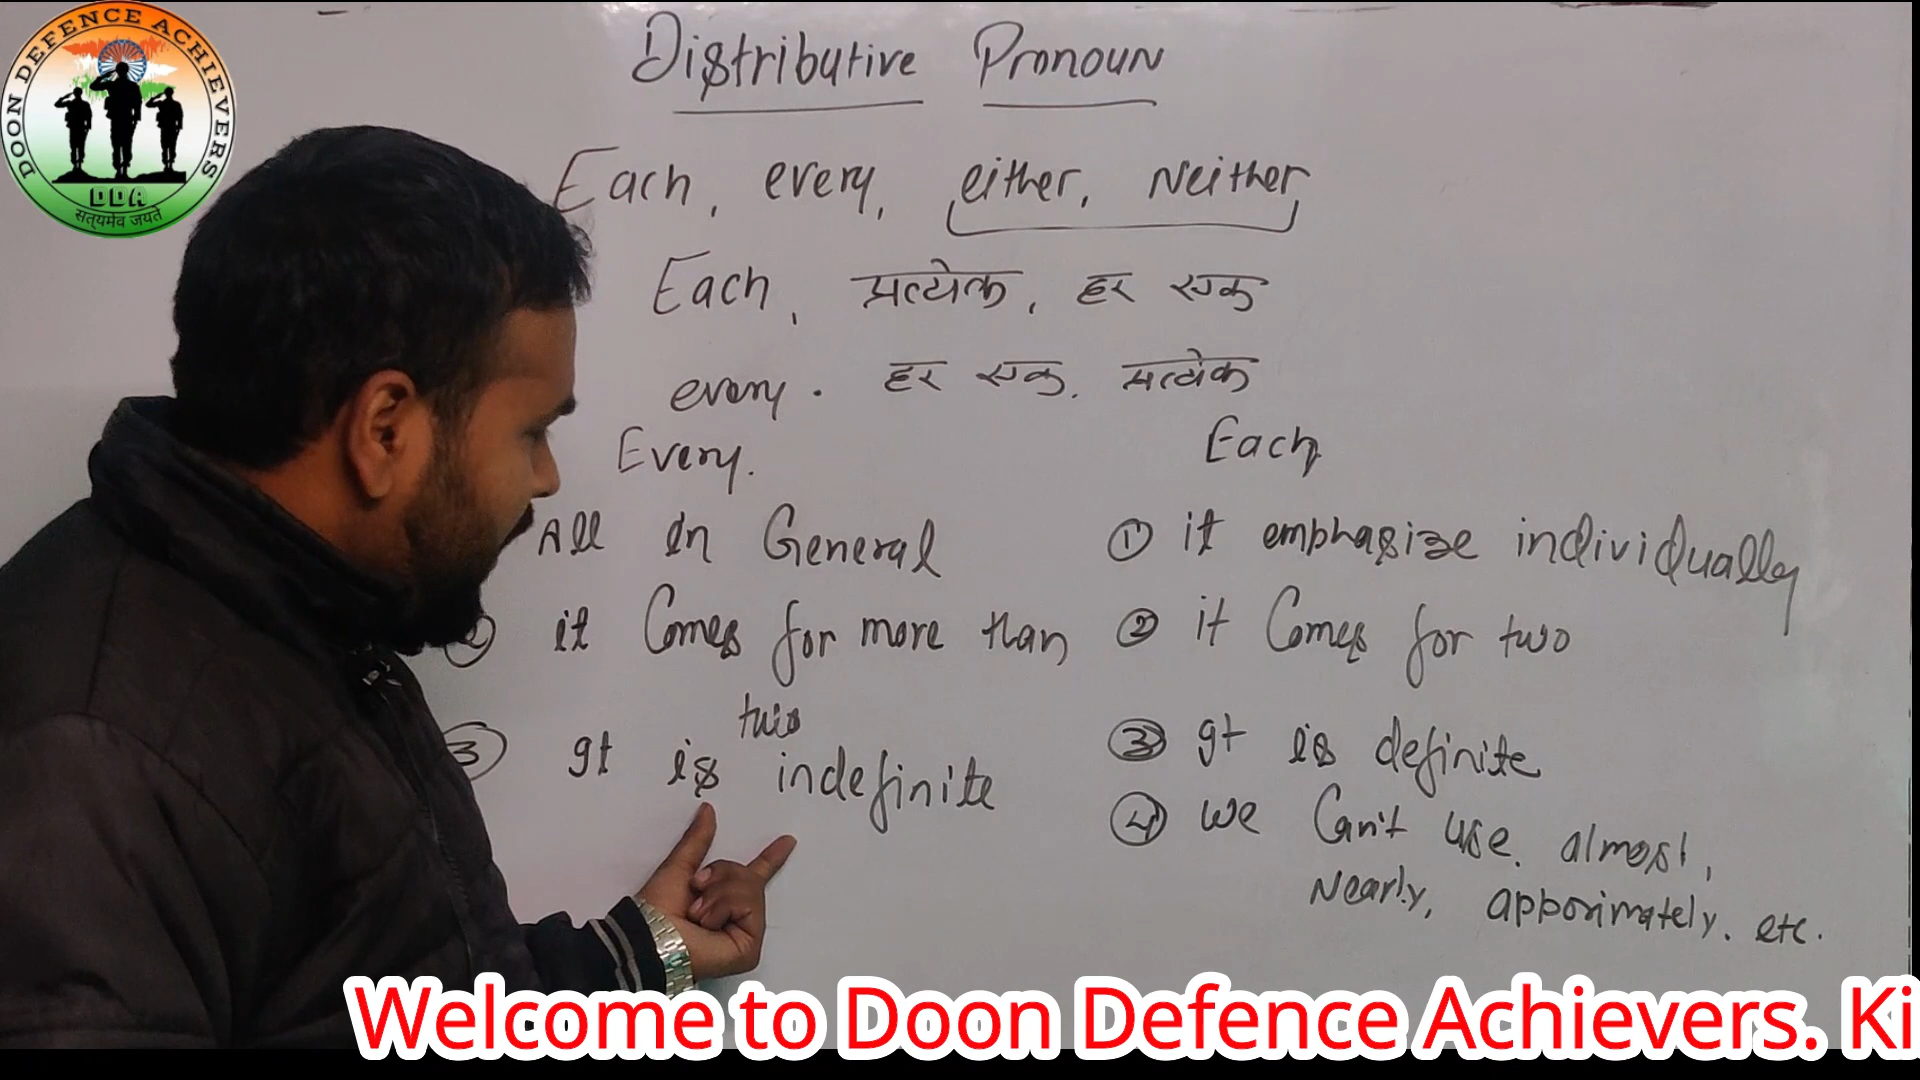 DOON DEFENCE ACHIEVERS
DDA
सत्यमेव जयते
Distributive Pronoun
Each, every, either, Neither
Each, प्रत्येक, हर एक
every. हर एक. प्रत्येक
Every. Each
All in General ① it emphasize individually
② it Comes for more than two ② it Comes for two
③ It is indefinite ③ It is definite
④ We Can't use. almost,
Nearly, approximately. etc.
Welcome to Doon Defence Achievers. Ki